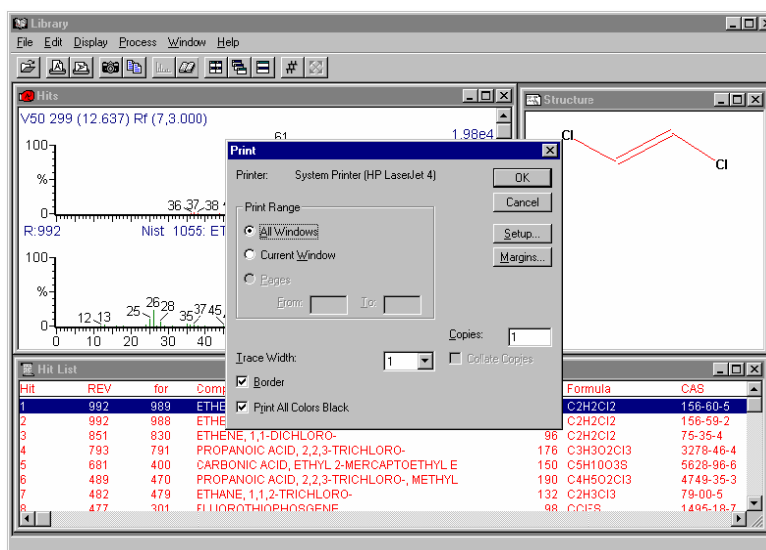 Library
File Edit Display Process Window Help
Hits
V50 299 (12.637) Rf (7,3.000)
61 1.98e4
100
%
36 37 38
0
R:992 Nist 1055: ET
100
%
12 13 25 26 28 35 37 45
0
0 10 20 30 40
Structure
Cl
Cl
Print
Printer: System Printer (HP LaserJet 4)
OK
Cancel
Setup...
Margins...
Print Range
All Windows
Current Window
Pages
From: To:
Copies: 1
Collate Copies
Trace Width: 1
Border
Print All Colors Black
Hit List
Hit REV for Comp Formula CAS
1 992 989 ETHE C2H2Cl2 156-60-5
2 992 988 ETHE C2H2Cl2 156-59-2
3 851 830 ETHENE, 1,1-DICHLORO- 96 C2H2Cl2 75-35-4
4 793 791 PROPANOIC ACID, 2,2,3-TRICHLORO- 176 C3H3O2Cl3 3278-46-4
5 681 400 CARBONIC ACID, ETHYL 2-MERCAPTOETHYL E 150 C5H10O3S 5628-96-6
6 489 470 PROPANOIC ACID, 2,2,3-TRICHLORO-, METHYL 190 C4H5O2Cl3 4749-35-3
7 482 479 ETHANE, 1,1,2-TRICHLORO- 132 C2H3Cl3 79-00-5
8 477 301 FLUOROTHIOPHOSGENE 98 CClFS 1495-18-7